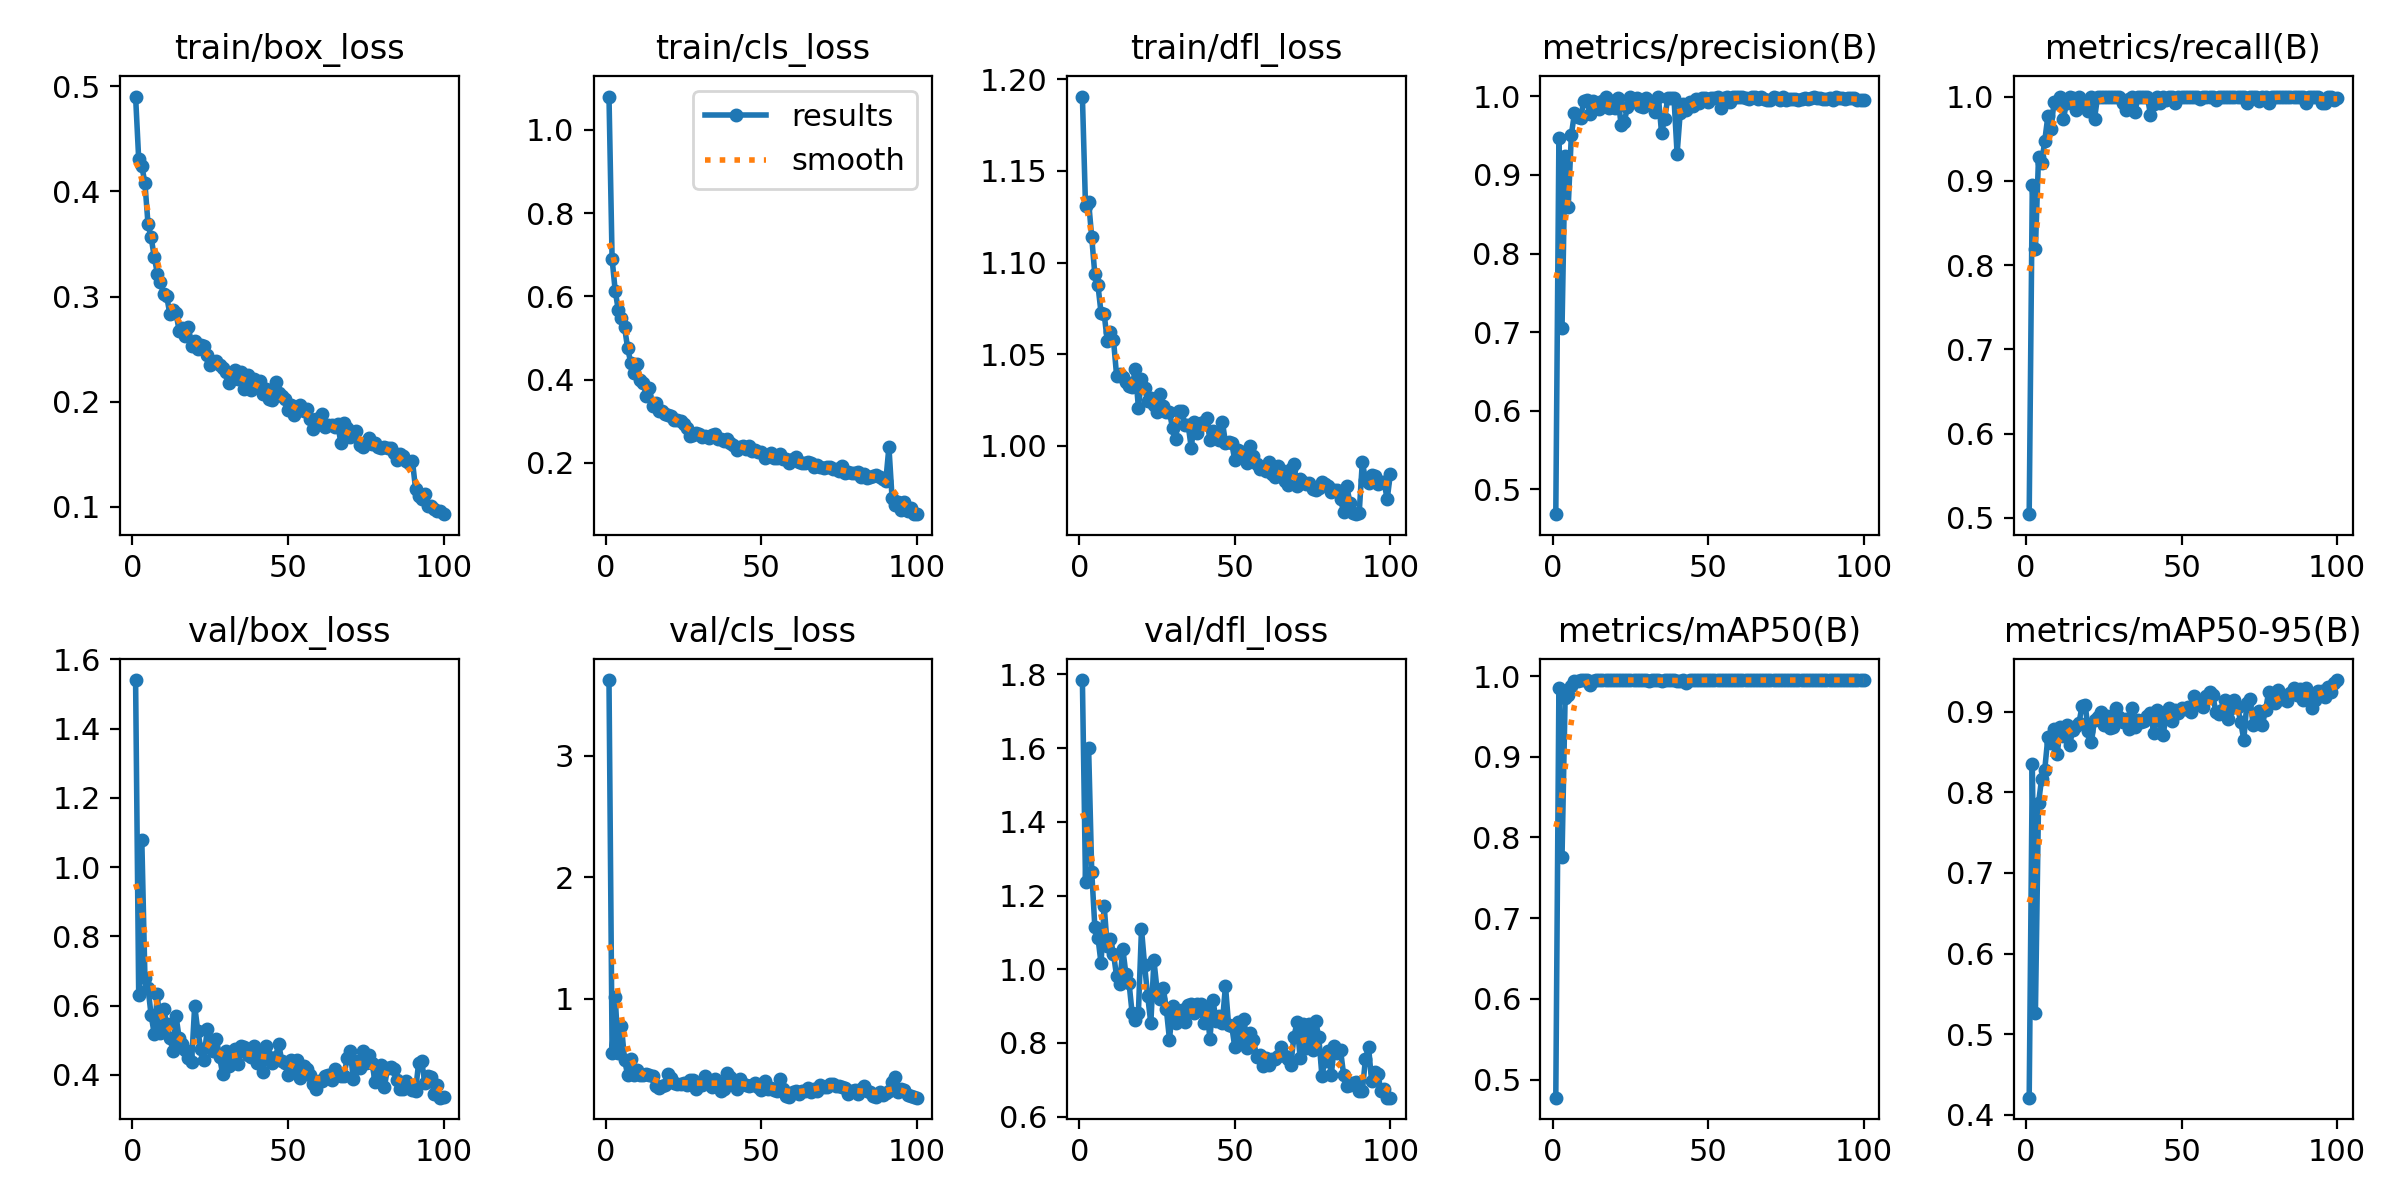 train/box_loss
0.5
0.4
0.3
0.2
0.1
0 50 100
train/cls_loss
results
smooth
1.0
0.8
0.6
0.4
0.2
0 50 100
train/dfl_loss
1.20
1.15
1.10
1.05
1.00
0 50 100
metrics/precision(B)
1.0
0.9
0.8
0.7
0.6
0.5
0 50 100
metrics/recall(B)
1.0
0.9
0.8
0.7
0.6
0.5
0 50 100
val/box_loss
1.6
1.4
1.2
1.0
0.8
0.6
0.4
0 50 100
val/cls_loss
3
2
1
0 50 100
val/dfl_loss
1.8
1.6
1.4
1.2
1.0
0.8
0.6
0 50 100
metrics/mAP50(B)
1.0
0.9
0.8
0.7
0.6
0.5
0 50 100
metrics/mAP50-95(B)
0.9
0.8
0.7
0.6
0.5
0.4
0 50 100